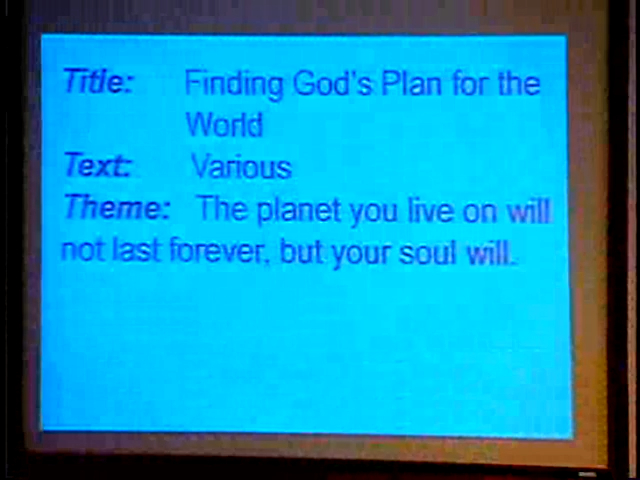 Title: Finding God's Plan for the
World
Text: Various
Theme: The planet you live on will
not last forever, but your soul will.